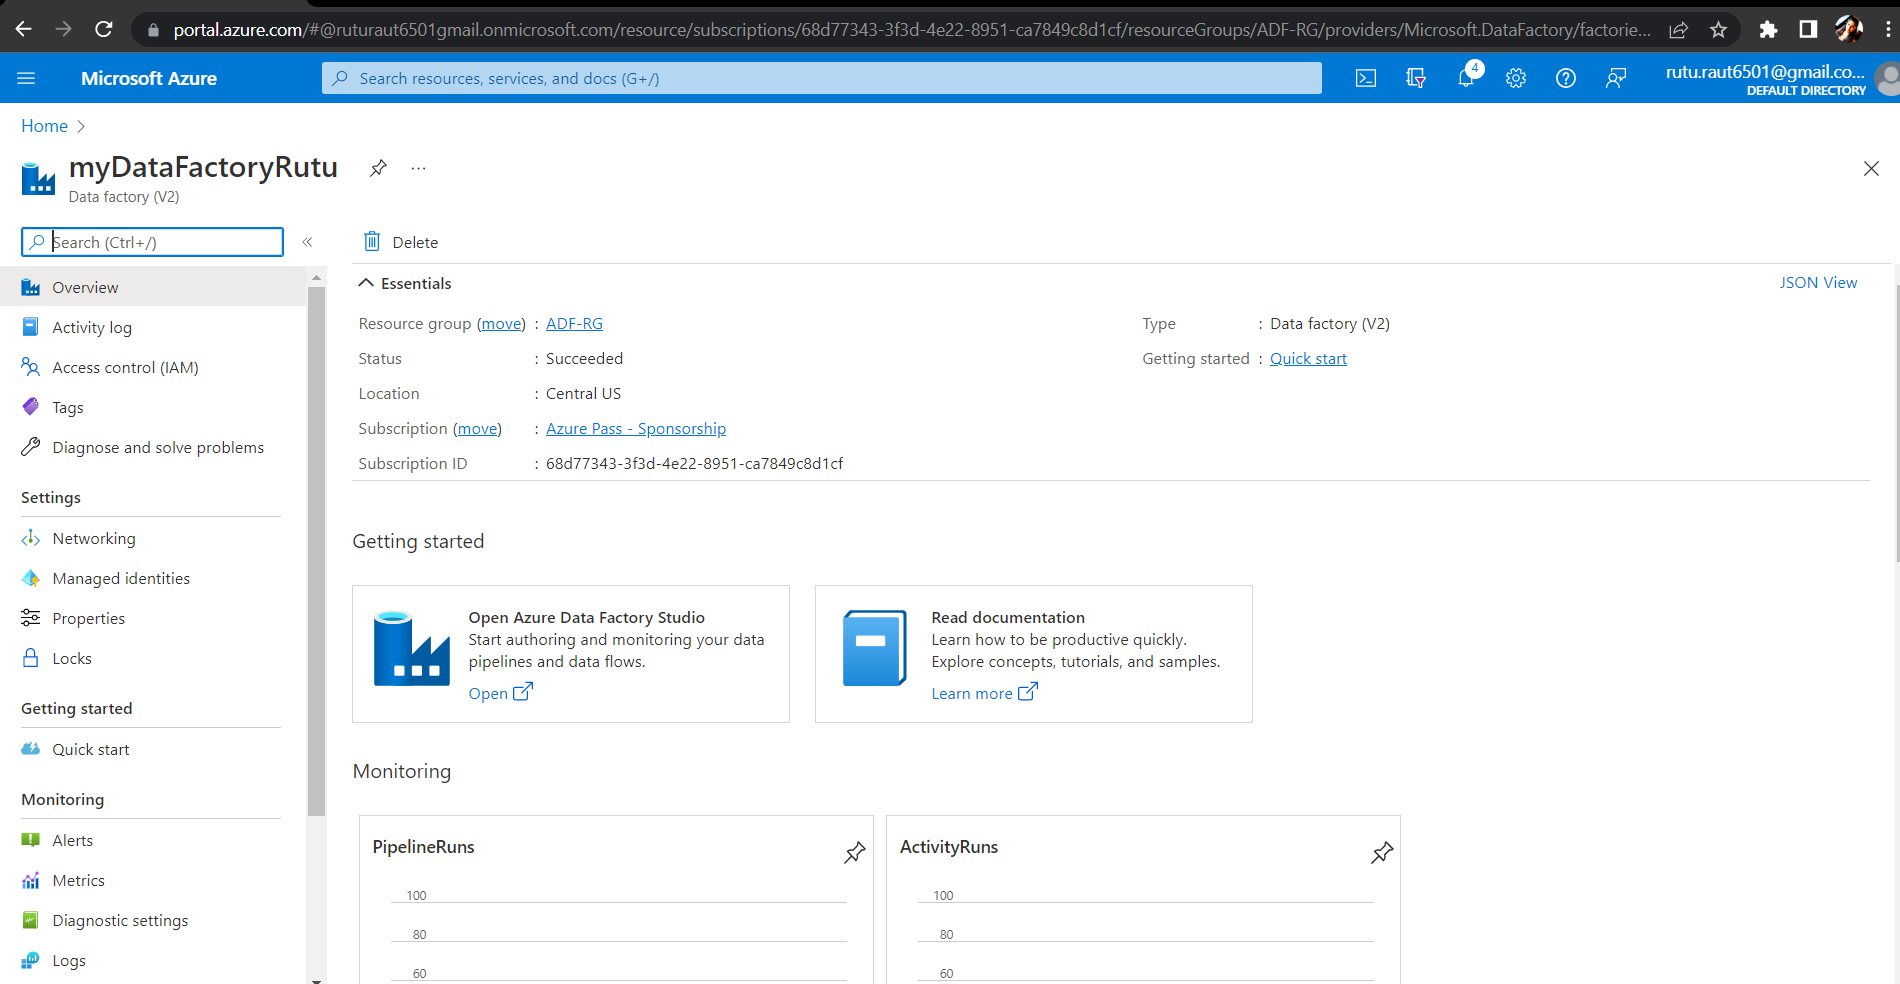 portal.azure.com/#@ruturaut6501gmail.onmicrosoft.com/resource/subscriptions/68d77343-3f3d-4e22-8951-ca7849c8d1cf/resourceGroups/ADF-RG/providers/Microsoft.DataFactory/factorie...
Microsoft Azure
Search resources, services, and docs (G+/)
4
rutu.raut6501@gmail.co...
DEFAULT DIRECTORY
Home
myDataFactoryRutu
...
Data factory (V2)
Search (Ctrl+/)
«
Delete
Overview
Activity log
Access control (IAM)
Tags
Diagnose and solve problems
Settings
Networking
Managed identities
Properties
Locks
Getting started
Quick start
Monitoring
Alerts
Metrics
Diagnostic settings
Logs
Essentials
JSON View
Resource group (move) : ADF-RG
Status : Succeeded
Location : Central US
Subscription (move) : Azure Pass - Sponsorship
Subscription ID : 68d77343-3f3d-4e22-8951-ca7849c8d1cf
Type : Data factory (V2)
Getting started : Quick start
Getting started
Open Azure Data Factory Studio
Start authoring and monitoring your data
pipelines and data flows.
Open
Read documentation
Learn how to be productive quickly.
Explore concepts, tutorials, and samples.
Learn more
Monitoring
PipelineRuns
100
80
60
ActivityRuns
100
80
60